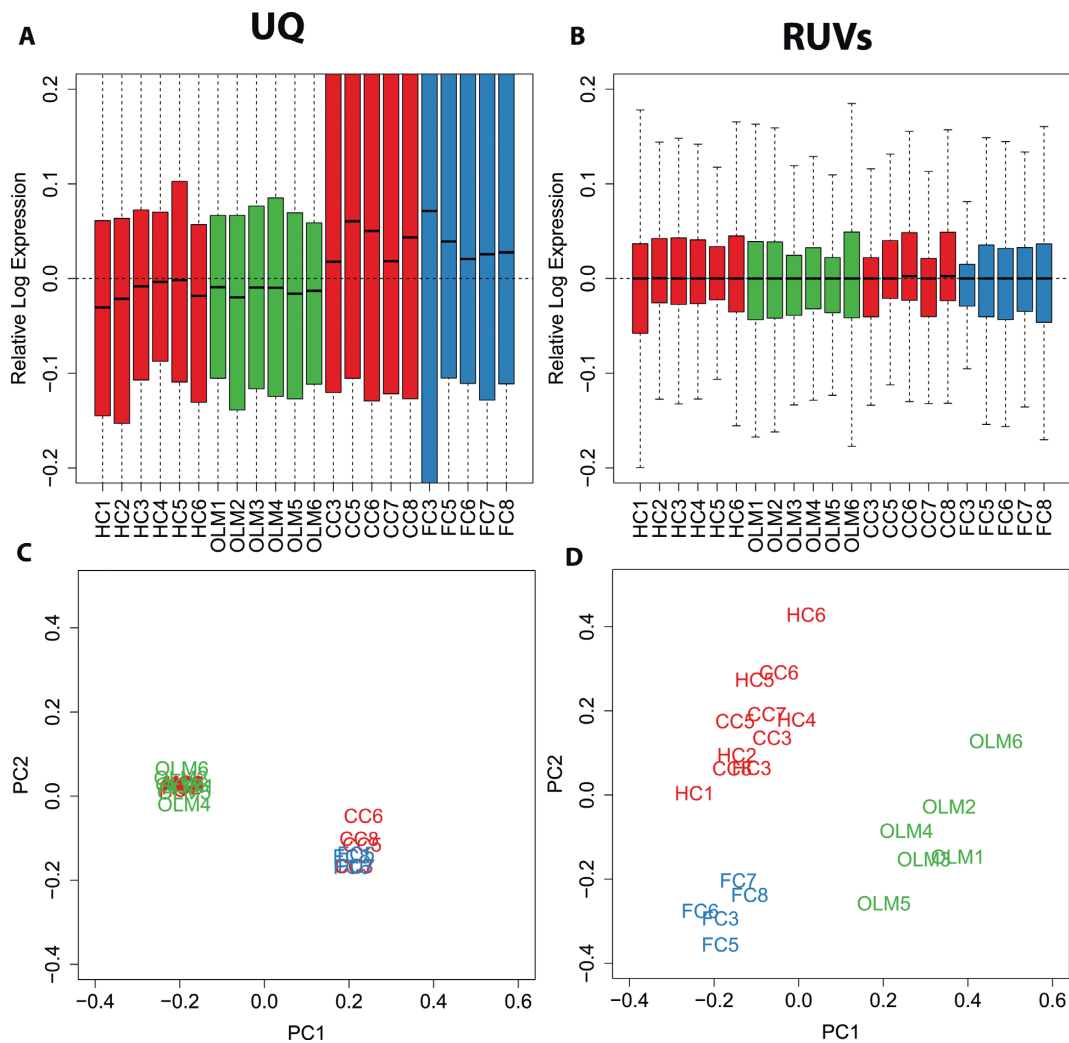 A UQ
B RUVs
Relative Log Expression
0.2
0.1
0.0
−0.1
−0.2
HC1 HC2 HC3 HC4 HC5 HC6 OLM1 OLM2 OLM3 OLM4 OLM5 OLM6 CC3 CC5 CC6 CC7 CC8 FC3 FC5 FC6 FC7 FC8
Relative Log Expression
0.2
0.1
0.0
−0.1
−0.2
HC1 HC2 HC3 HC4 HC5 HC6 OLM1 OLM2 OLM3 OLM4 OLM5 OLM6 CC3 CC5 CC6 CC7 CC8 FC3 FC5 FC6 FC7 FC8
C
PC2
0.4
0.2
0.0
−0.2
−0.4
OLM6
OLM4
CC6
CC8
−0.4 −0.2 0.0 0.2 0.4 0.6
PC1
D
PC2
0.4
0.2
0.0
−0.2
−0.4
HC6
CC6
HC5
CC7
CC5 HC4
CC3
OLM6
HC2
CC8 HC3
HC1
OLM2
OLM4
OLM3 OLM1
FC7
FC8
OLM5
FC6
FC3
FC5
−0.4 −0.2 0.0 0.2 0.4 0.6
PC1